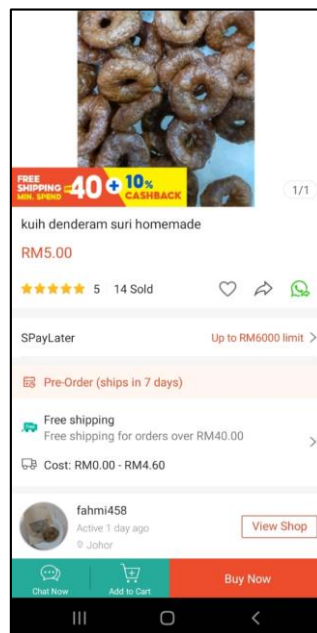 FREE SHIPPING MIN. SPEND 40 + 10% CASHBACK
1/1
kuih denderam suri homemade
RM5.00
5 14 Sold
SPayLater Up to RM6000 limit
Pre-Order (ships in 7 days)
Free shipping
Free shipping for orders over RM40.00
Cost: RM0.00 - RM4.60
fahmi458
Active 1 day ago
Johor
View Shop
Chat Now
Add to Cart
Buy Now